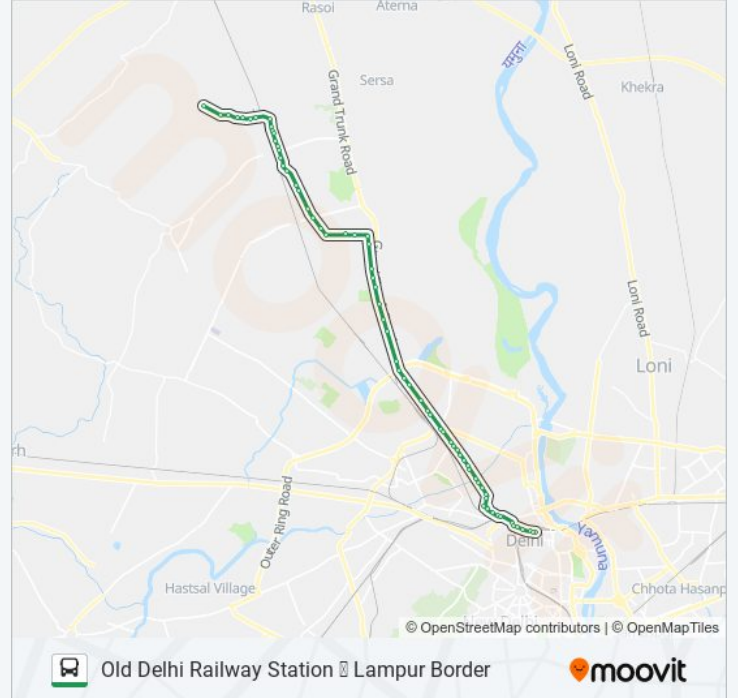 Rasoi
Aterna
यमुना
Loni Road
Sersa
Khekra
Grand Trunk Road
Loni Road
Loni
Outer Ring Road
Delhi
Yamuna
Hastsal Village
Chhota Hasanp
© OpenStreetMap contributors | © OpenMapTiles
Old Delhi Railway Station Lampur Border
moovit